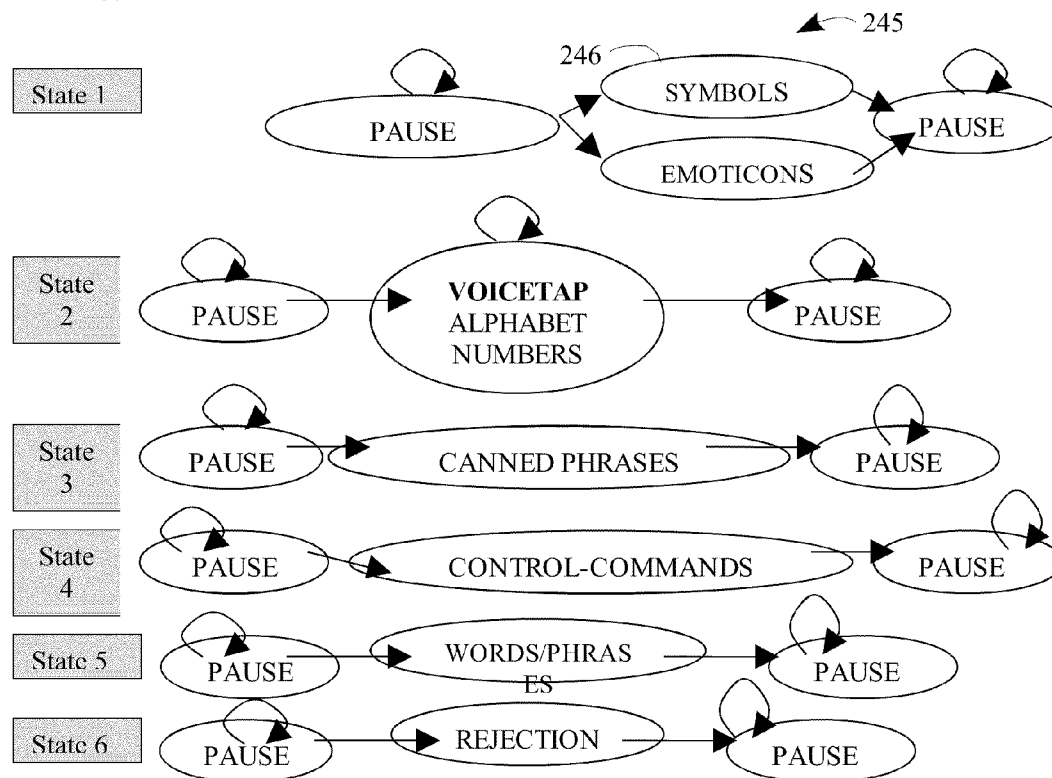 245
246
State 1
SYMBOLS
PAUSE
PAUSE
EMOTICONS
State
2
PAUSE
VOICETAP
ALPHABET
NUMBERS
PAUSE
State
3
PAUSE
CANNED PHRASES
PAUSE
State
4
PAUSE
CONTROL-COMMANDS
PAUSE
State 5
PAUSE
WORDS/PHRAS
ES
PAUSE
State 6
PAUSE
REJECTION
PAUSE